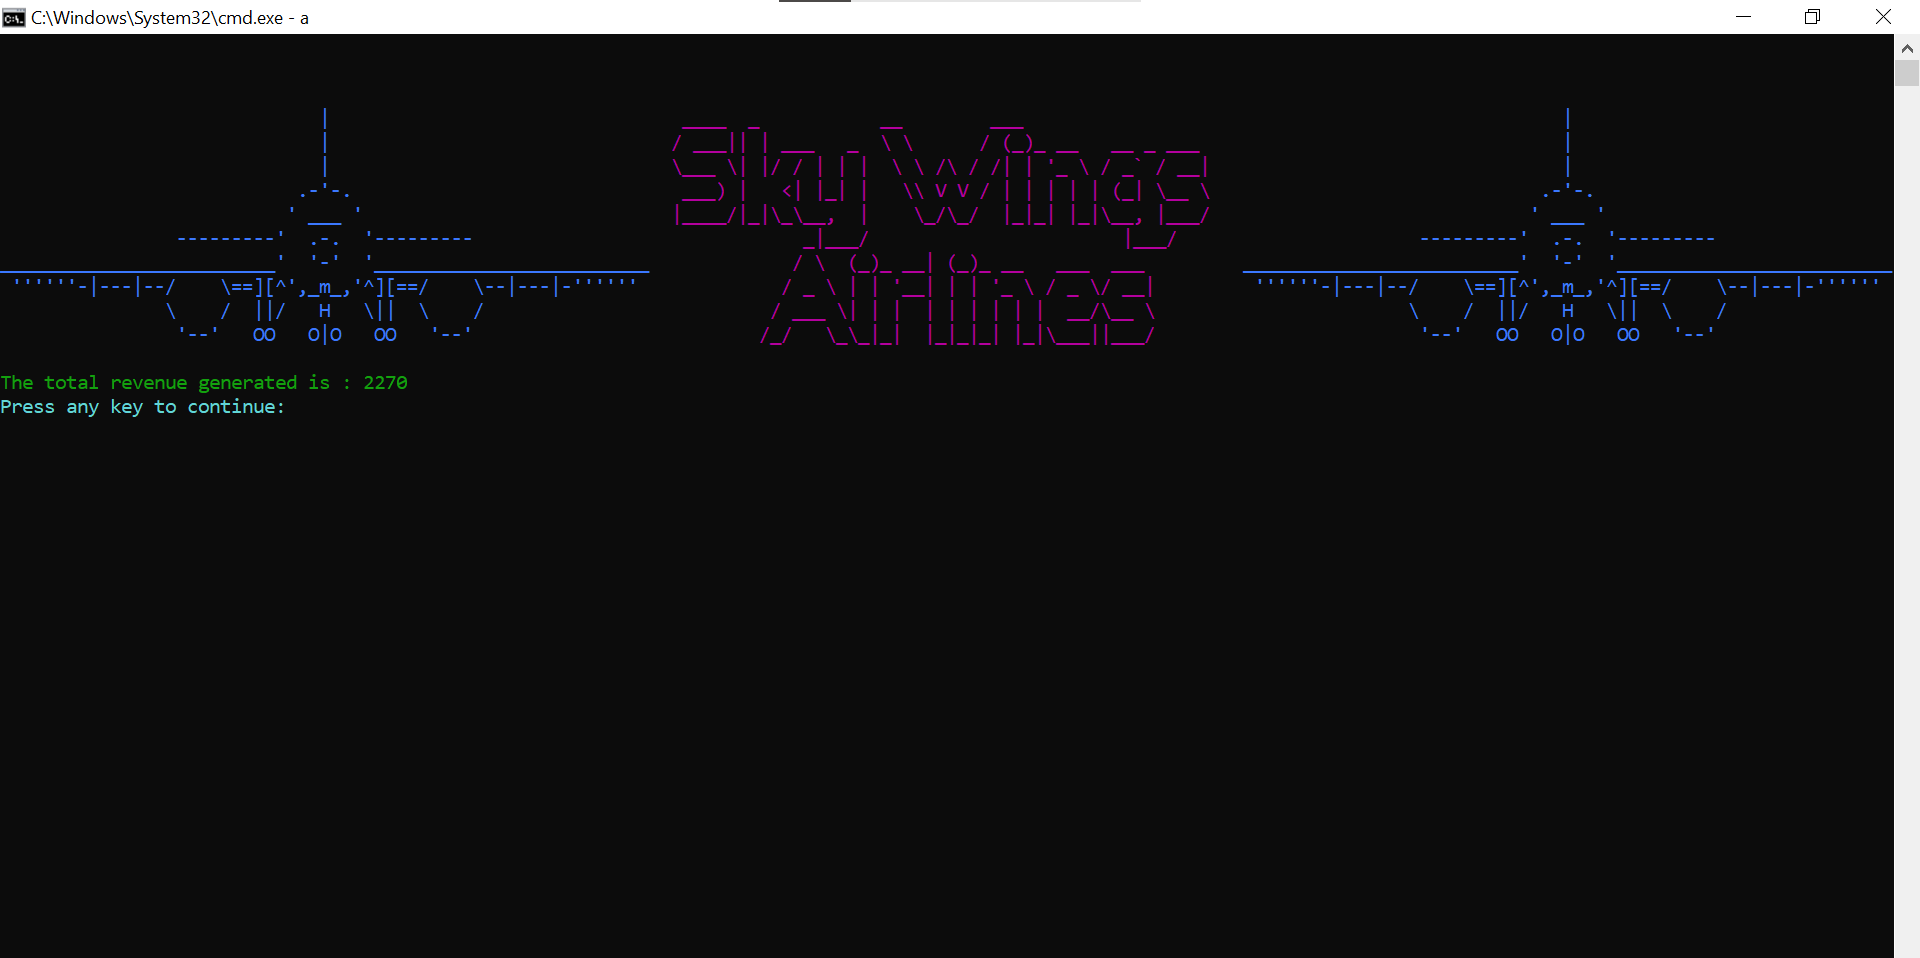 C:\Windows\System32\cmd.exe - a
Sky Wings
Airlines
The total revenue generated is : 2270
Press any key to continue: